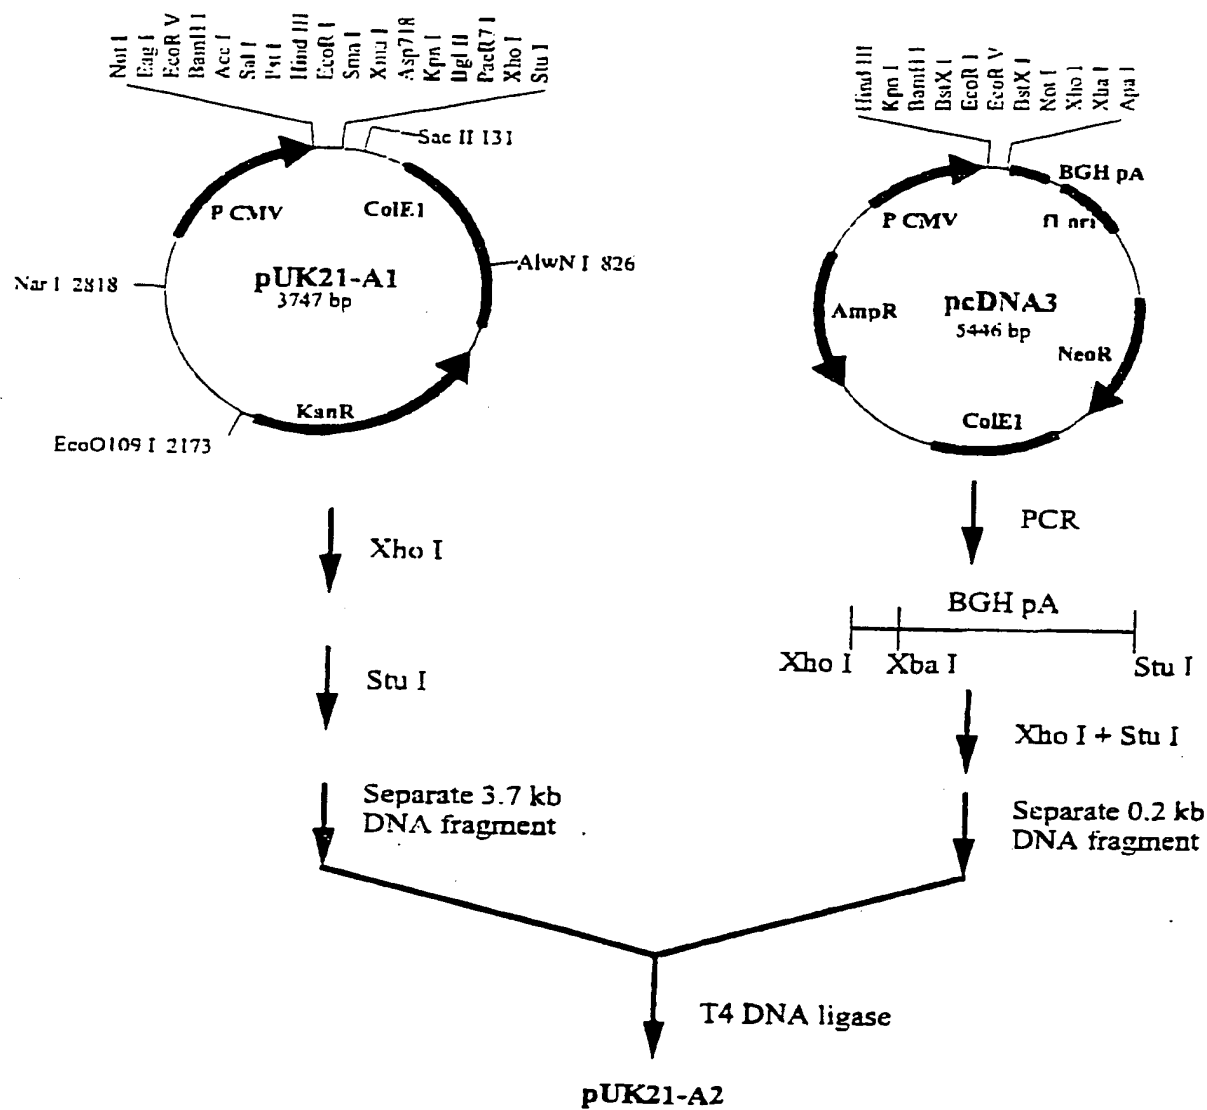 Not I
Eag I
EcoR V
BamH I
Acc I
Sal I
Pst I
Hind III
EcoR I
Sma I
Xma I
Asp718
Kpn I
Bgl II
PaeR7 I
Xho I
Stu I
Sac II 131
P CMV
ColE1
pUK21-A1
3747 bp
AlwN I 826
Nar I 2818
KanR
EcoO109 I 2173
Hind III
Kpn I
BamH I
BstX I
EcoR I
EcoR V
BstX I
Not I
Xho I
Xba I
Apa I
BGH pA
P CMV
f1 ori
AmpR
pcDNA3
5446 bp
NeoR
ColE1
Xho I
Stu I
Separate 3.7 kb
DNA fragment
PCR
BGH pA
Xho I
Xba I
Stu I
Xho I + Stu I
Separate 0.2 kb
DNA fragment
T4 DNA ligase
pUK21-A2